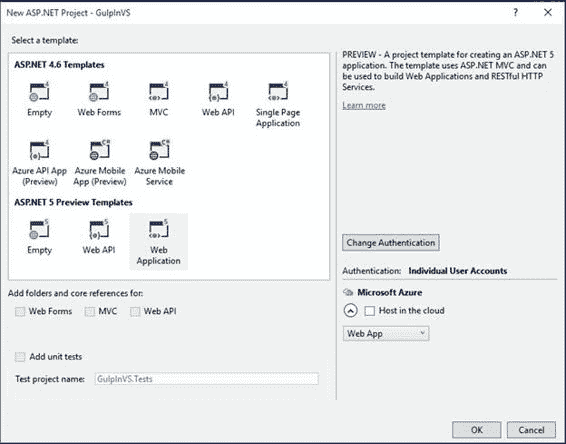 New ASP.NET Project - GulpInVS
? ×
Select a template:
ASP.NET 4.6 Templates
Empty
Web Forms
MVC
Web API
Single Page
Application
Azure API App
(Preview)
Azure Mobile
App (Preview)
Azure Mobile
Service
ASP.NET 5 Preview Templates
Empty
Web API
Web
Application
Add folders and core references for:
Web Forms MVC Web API
Add unit tests
Test project name: GulpInVS.Tests
PREVIEW - A project template for creating an ASP.NET 5
application. The template uses ASP.NET MVC and can
be used to build Web Applications and RESTful HTTP
Services.
Learn more
Change Authentication
Authentication: Individual User Accounts
Microsoft Azure
Host in the cloud
Web App
OK Cancel